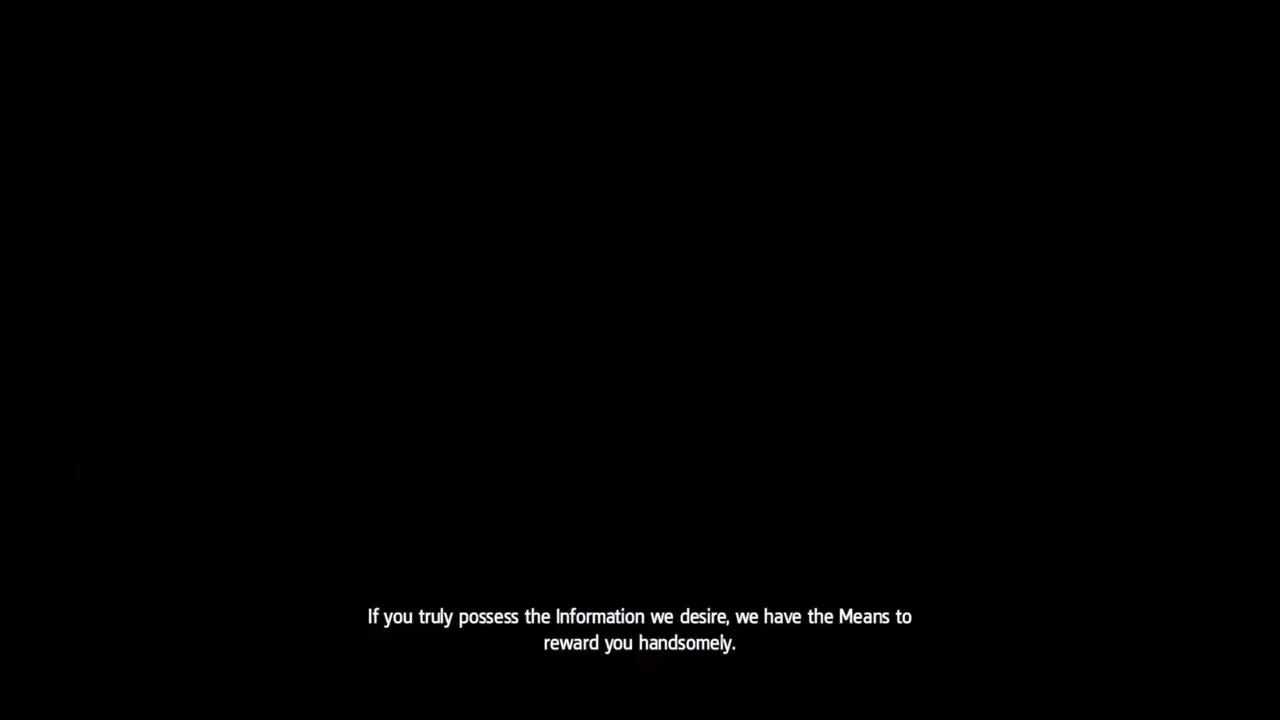 If you truly possess the Information we desire, we have the Means to
reward you handsomely.